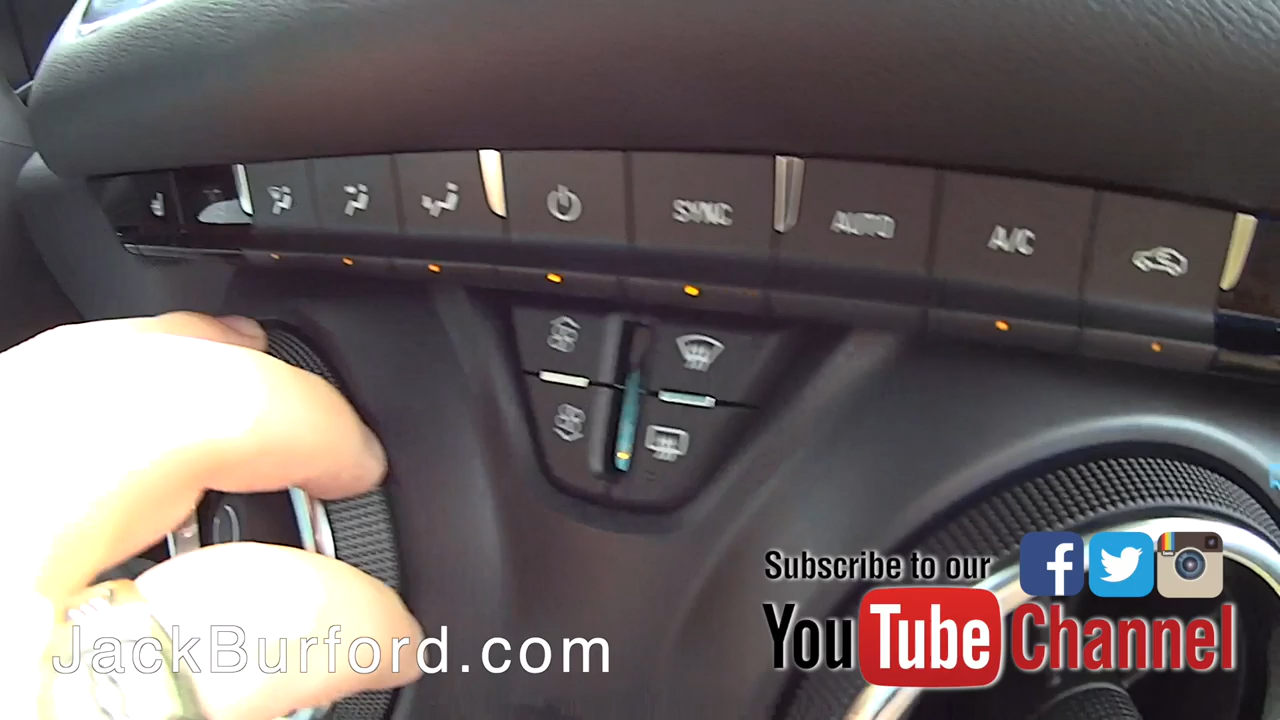 SYNC
AUTO
A/C
Subscribe to our
YouTube Channel
JackBurford.com